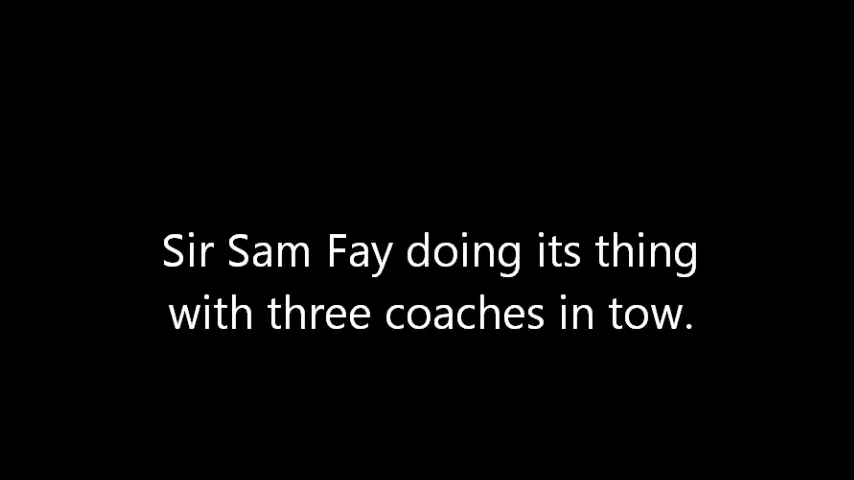 Sir Sam Fay doing its thing
with three coaches in tow.